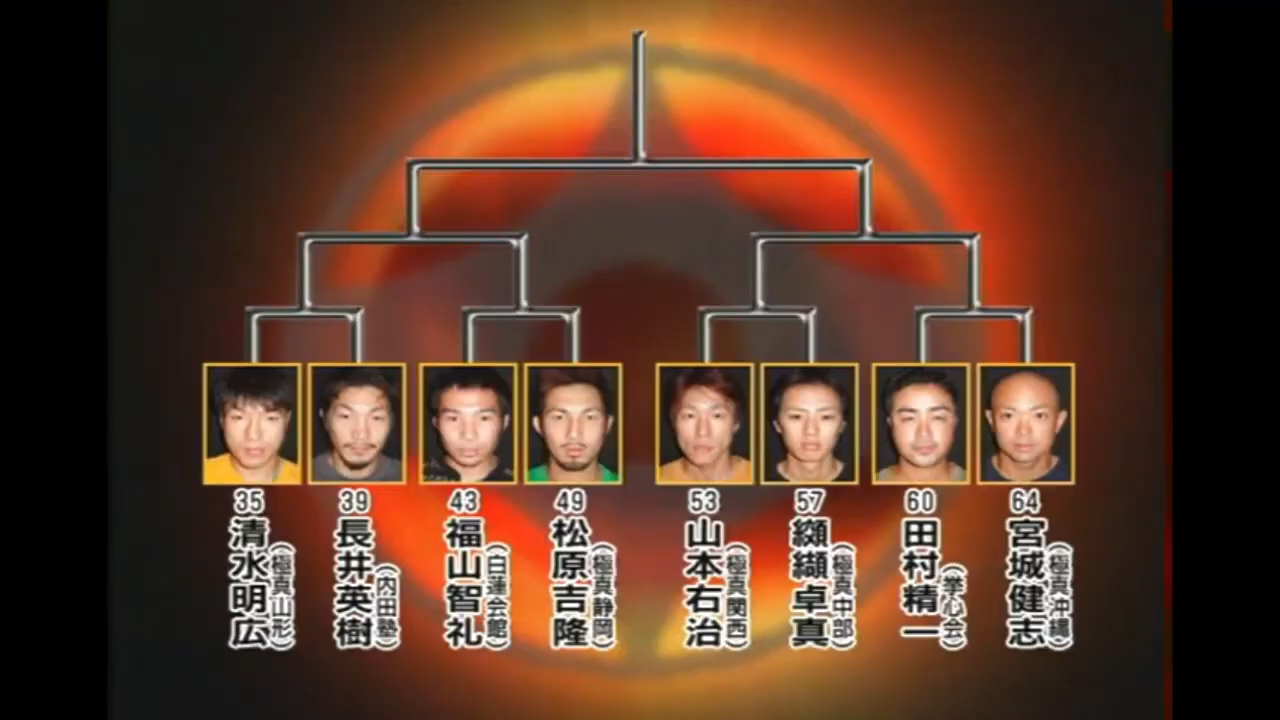 35
清水明広
(極真山形)
39
長井英樹
(内田塾)
43
福山智礼
(白蓮会館)
49
松原吉隆
(極真静岡)
53
山本右治
(極真関西)
57
纐纈卓真
(極真中部)
60
田村精一
(拳心会)
64
宮城健志
(極真沖縄)